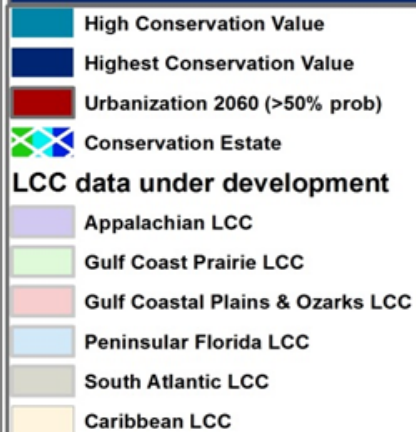 High Conservation Value
Highest Conservation Value
Urbanization 2060 (>50% prob)
Conservation Estate
LCC data under development
Appalachian LCC
Gulf Coast Prairie LCC
Gulf Coastal Plains & Ozarks LCC
Peninsular Florida LCC
South Atlantic LCC
Caribbean LCC